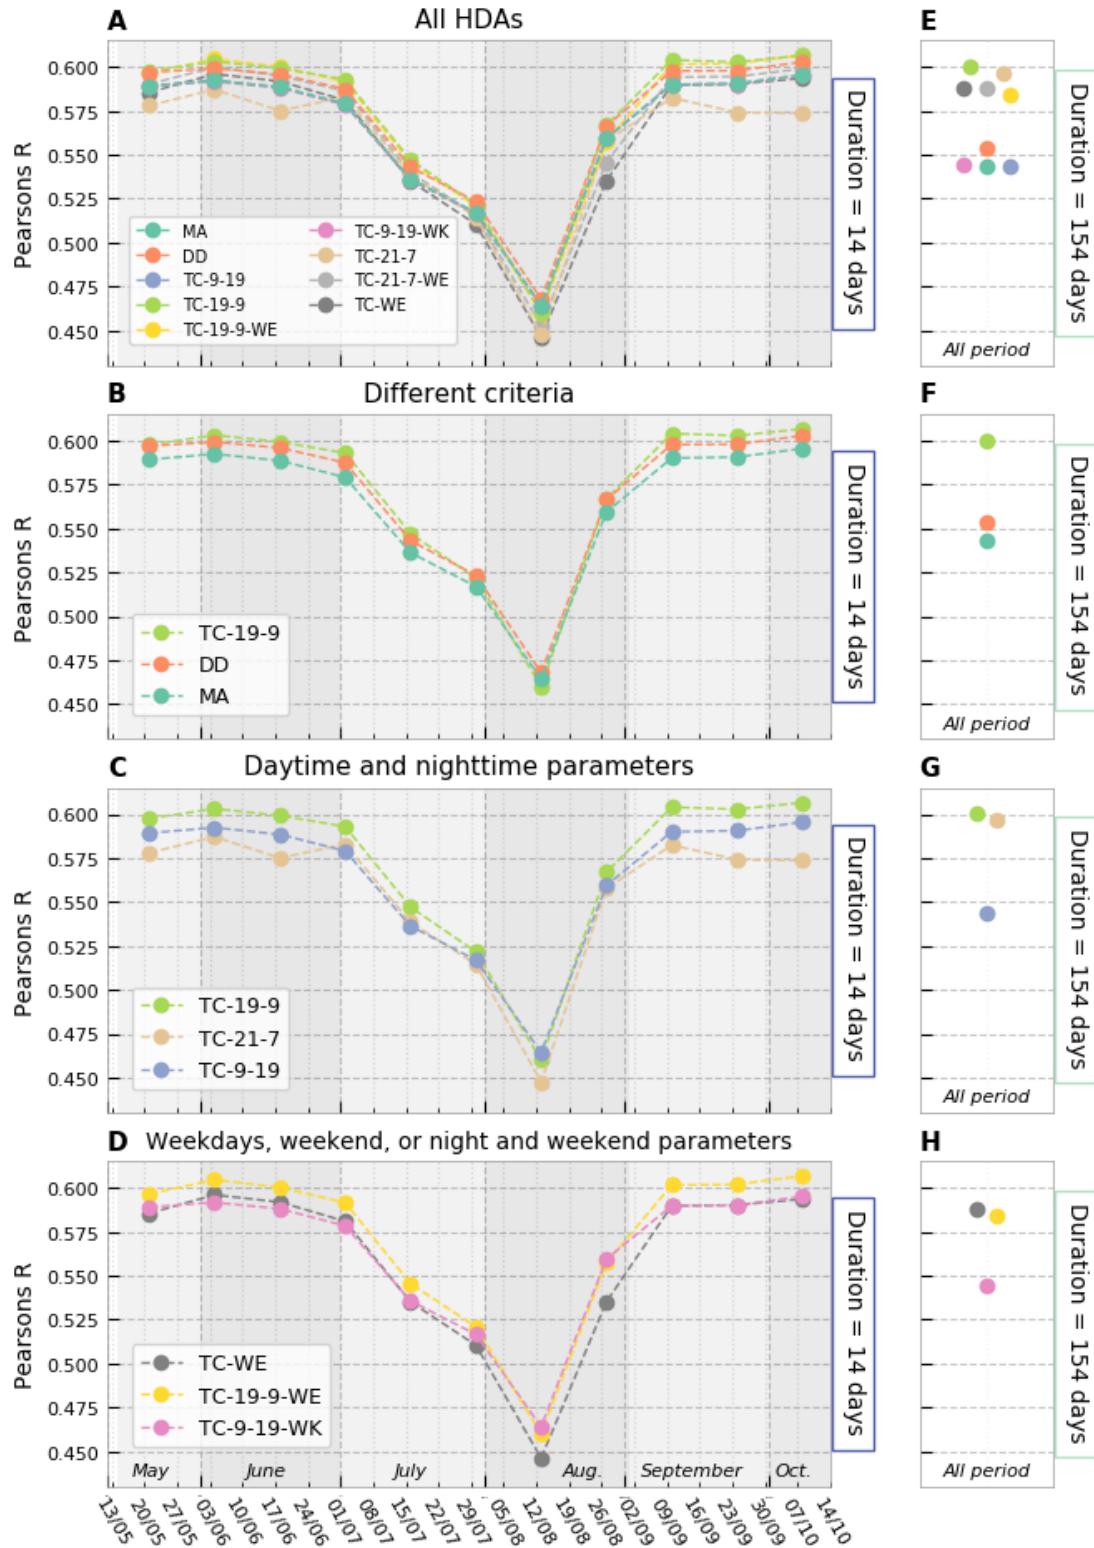 A
All HDAs
E
0.600
0.575
0.550
0.525
0.500
0.475
0.450
Pearsons R
MA
DD
TC-9-19
TC-19-9
TC-19-9-WE
TC-9-19-WK
TC-21-7
TC-21-7-WE
TC-WE
Duration = 14 days
All period
Duration = 154 days
B
Different criteria
F
0.600
0.575
0.550
0.525
0.500
0.475
0.450
Pearsons R
TC-19-9
DD
MA
Duration = 14 days
All period
Duration = 154 days
C
Daytime and nighttime parameters
G
0.600
0.575
0.550
0.525
0.500
0.475
0.450
Pearsons R
TC-19-9
TC-21-7
TC-9-19
Duration = 14 days
All period
Duration = 154 days
D
Weekdays, weekend, or night and weekend parameters
H
0.600
0.575
0.550
0.525
0.500
0.475
0.450
Pearsons R
TC-WE
TC-19-9-WE
TC-9-19-WK
May
June
July
Aug.
September
Oct.
Duration = 14 days
All period
Duration = 154 days
13/05
20/05
27/05
03/06
10/06
17/06
24/06
01/07
08/07
15/07
22/07
29/07
05/08
12/08
19/08
26/08
02/09
09/09
16/09
23/09
30/09
07/10
14/10